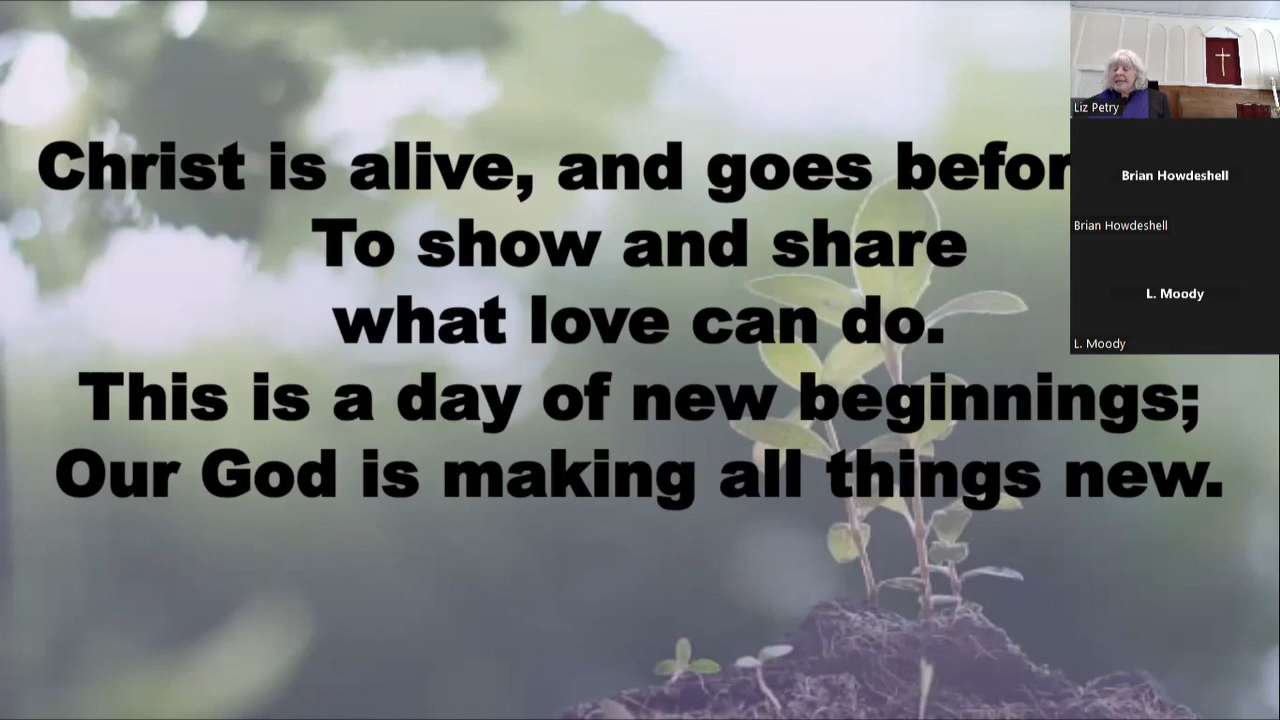 Christ is alive, and goes befor
To show and share
what love can do.
This is a day of new beginnings;
Our God is making all things new.
Liz Petry
Brian Howdeshell
Brian Howdeshell
L. Moody
L. Moody